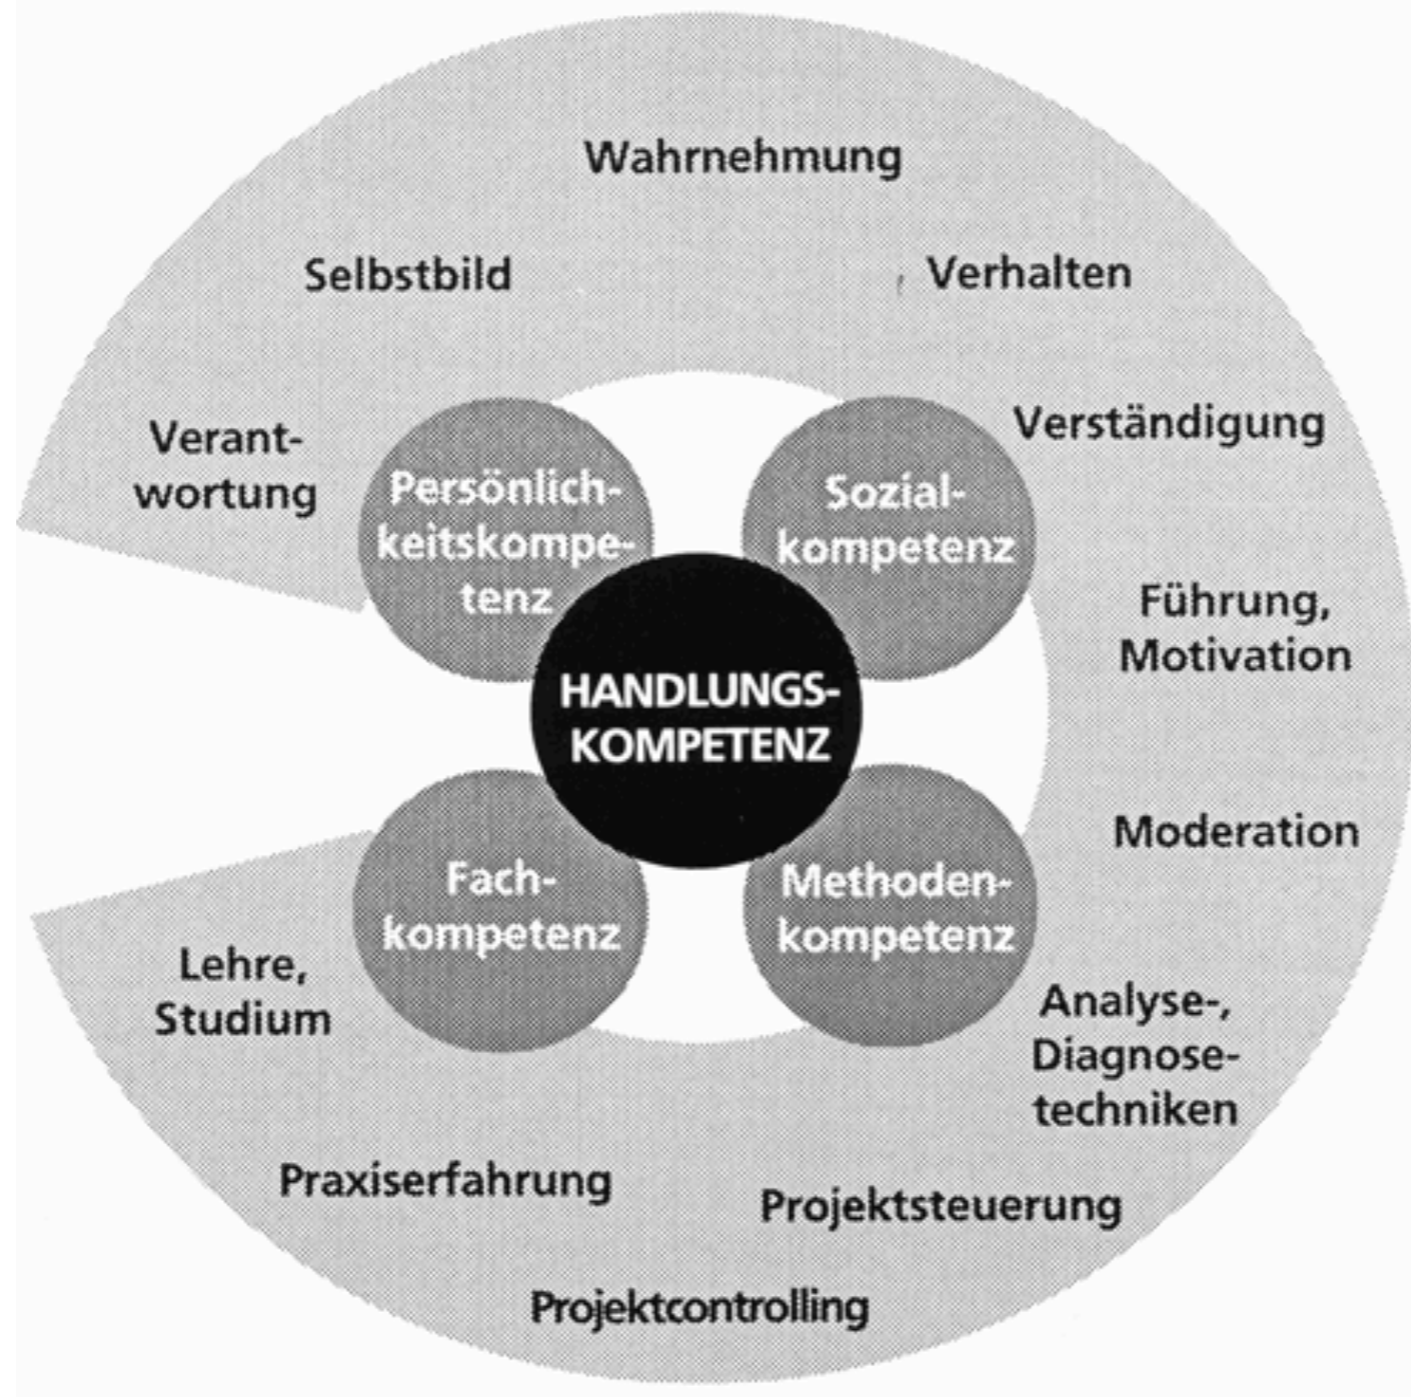 Wahrnehmung
Selbstbild
Verhalten
Verant-
wortung
Verständigung
Persönlich-
keitskompe-
tenz
Sozial-
kompetenz
Führung,
Motivation
HANDLUNGS-
KOMPETENZ
Moderation
Fach-
kompetenz
Methoden-
kompetenz
Lehre,
Studium
Analyse-,
Diagnose-
techniken
Praxiserfahrung
Projektsteuerung
Projektcontrolling